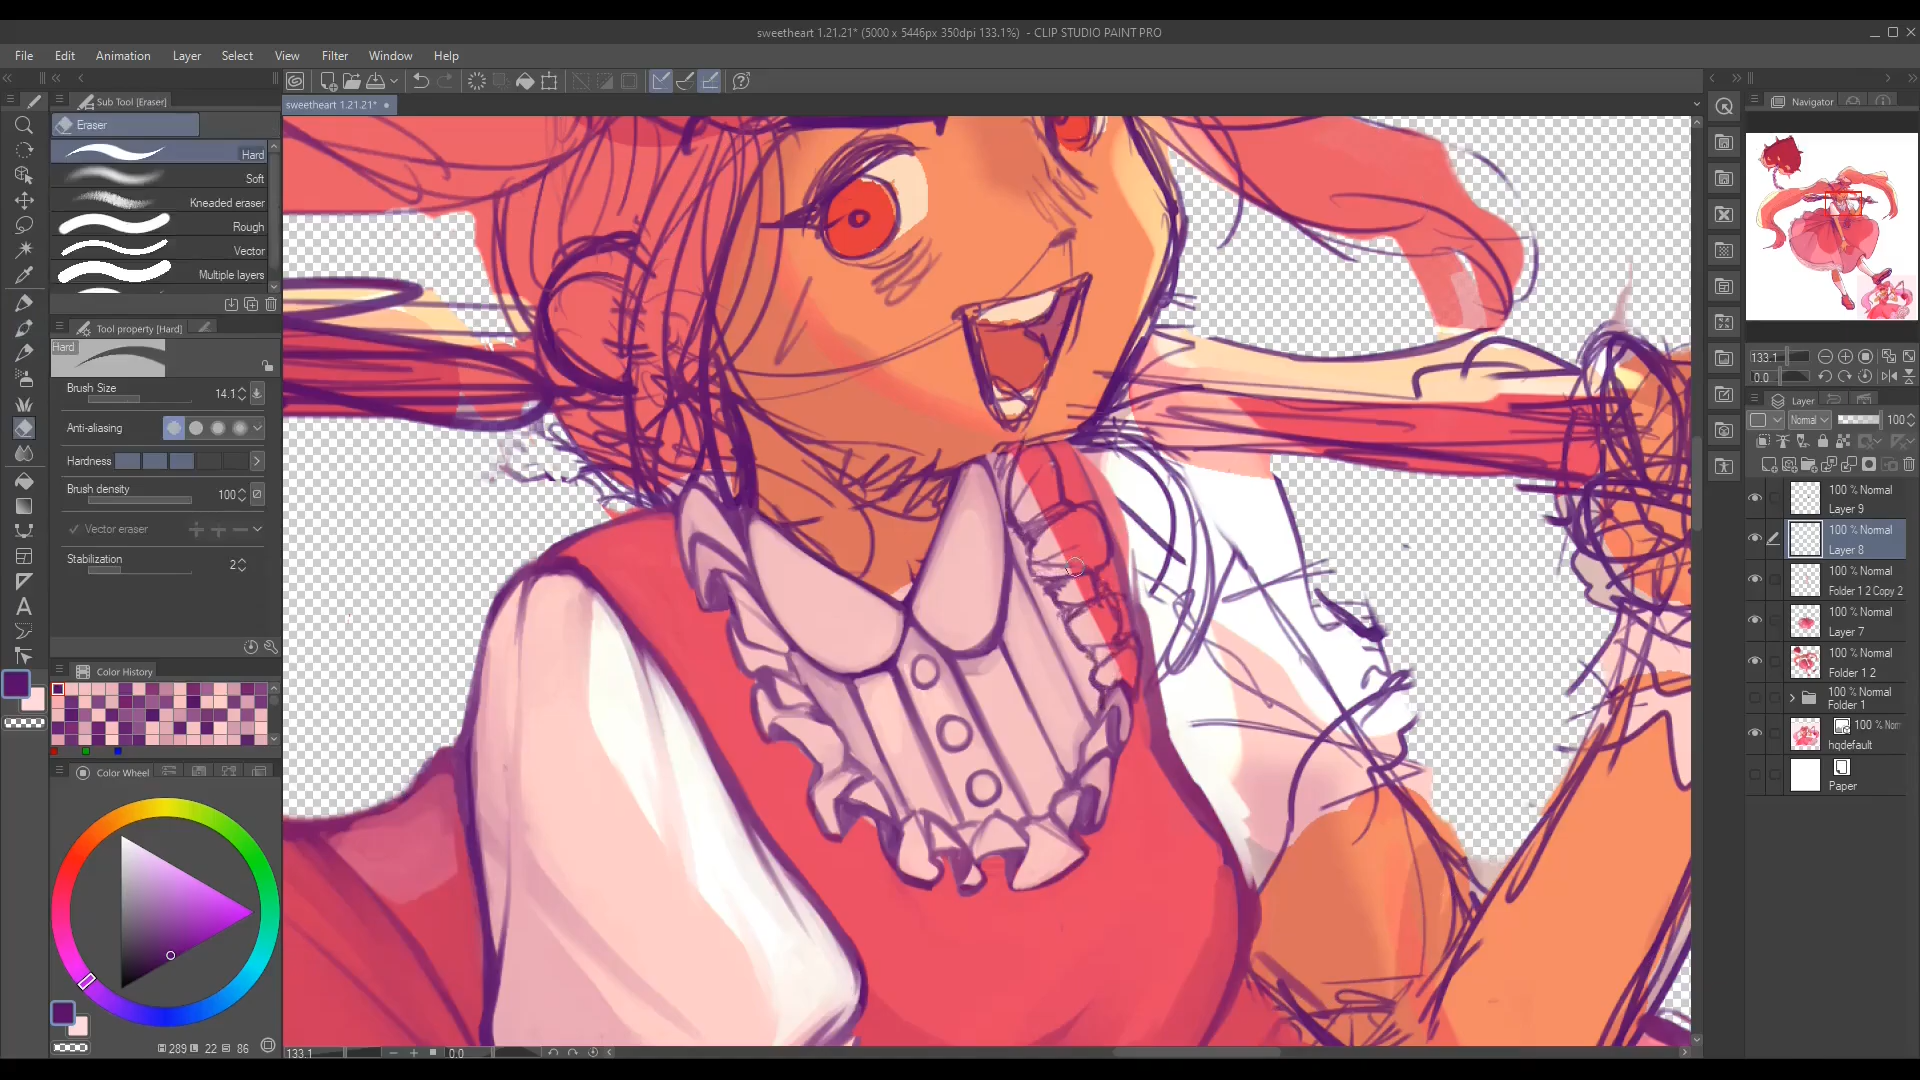 sweetheart 1.21.21* (5000 x 5446px 350dpi 133.1%) - CLIP STUDIO PAINT PRO
File Edit Animation Layer Select View Filter Window Help
Sub Tool [Eraser]
sweetheart 1.21.21*
Navigator
Eraser
Hard
Soft
Kneaded eraser
Rough
Vector
Multiple layers
Tool property [Hard]
Hard
Brush Size 14.1
Anti-aliasing
Hardness
Brush density 100
Vector eraser
Stabilization 2
Color History
Color Wheel
289 22 86
133.1 0.0
133.1
0.0
Layer
Normal 100
100 % Normal
Layer 9
100 % Normal
Layer 8
100 % Normal
Folder 1 2 Copy 2
100 % Normal
Layer 7
100 % Normal
Folder 1 2
100 % Normal
Folder 1
100 % Norr
hqdefault
Paper